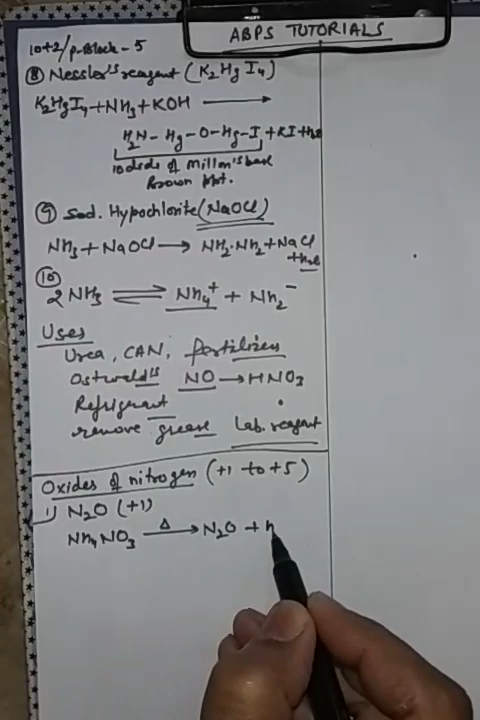 ABPS TUTORIALS
10+2/p-Block-5
⑧ Nessler's reagent (K2HgI4)
K2HgI4+NH3+KOH ⟶
H2N-Hg-O-Hg-I+KI+H2O
iodide of Millon's base
Brown ppt.
⑨ Sod. Hypochlorite (NaOCl)
NH3+NaOCl ⟶ NH2.NH2+NaCl
+H2O
⑩
2NH3 ⇌ NH4+ + NH2-
Uses
Urea, CAN, fertilizers
Ostwald's NO ⟶ HNO3
Refrigerant
remove grease Lab. reagent
Oxides of nitrogen (+1 to +5)
1) N2O (+1)
NH4NO3 —Δ⟶ N2O + H